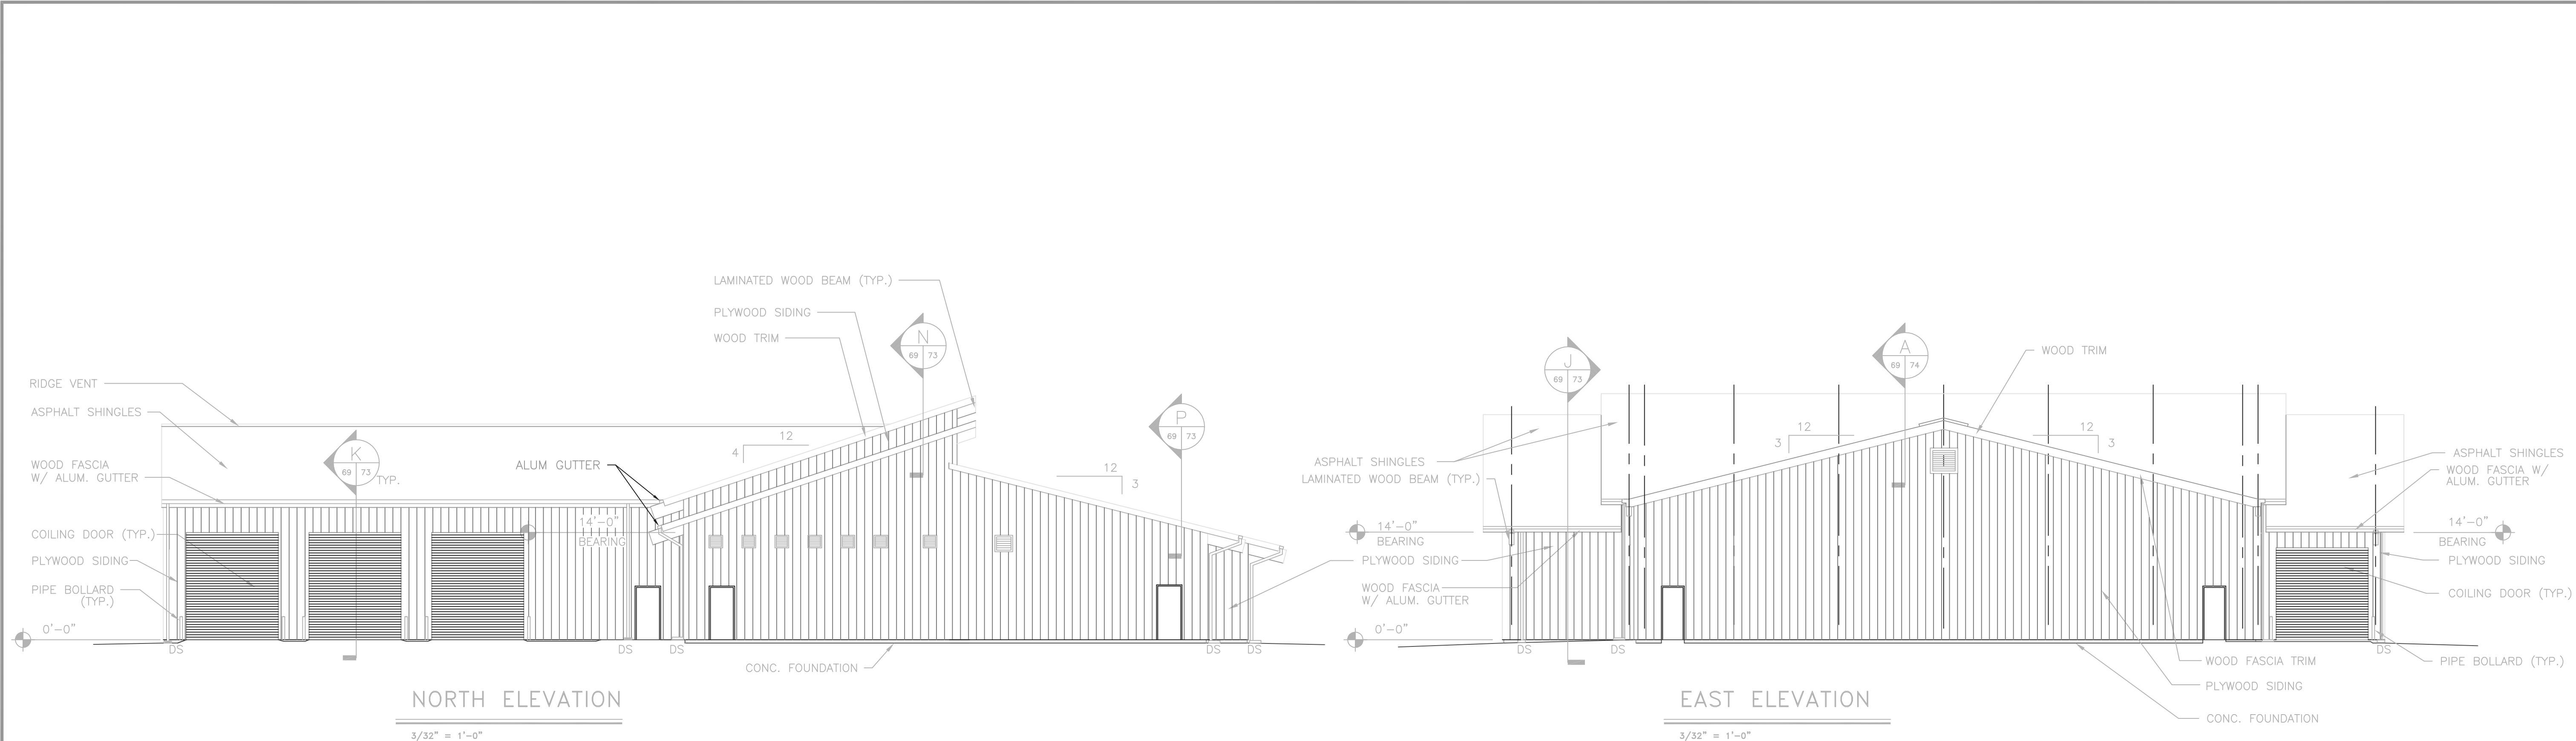 LAMINATED WOOD BEAM (TYP.)
PLYWOOD SIDING
WOOD TRIM
N
69 73
RIDGE VENT
ASPHALT SHINGLES
WOOD FASCIA
W/ ALUM. GUTTER
K
69 73
TYP.
ALUM GUTTER
12
4
P
69 73
12
3
COILING DOOR (TYP.)
PLYWOOD SIDING
PIPE BOLLARD
(TYP.)
0'-0"
14'-0"
BEARING
DS
DS
DS
DS
DS
CONC. FOUNDATION
NORTH ELEVATION
3/32" = 1'-0"
J
69 73
A
69 74
WOOD TRIM
12
3
12
3
ASPHALT SHINGLES
LAMINATED WOOD BEAM (TYP.)
14'-0"
BEARING
PLYWOOD SIDING
WOOD FASCIA
W/ ALUM. GUTTER
0'-0"
ASPHALT SHINGLES
WOOD FASCIA W/
ALUM. GUTTER
14'-0"
BEARING
PLYWOOD SIDING
COILING DOOR (TYP.)
PIPE BOLLARD (TYP.)
DS
DS
DS
WOOD FASCIA TRIM
PLYWOOD SIDING
CONC. FOUNDATION
EAST ELEVATION
3/32" = 1'-0"